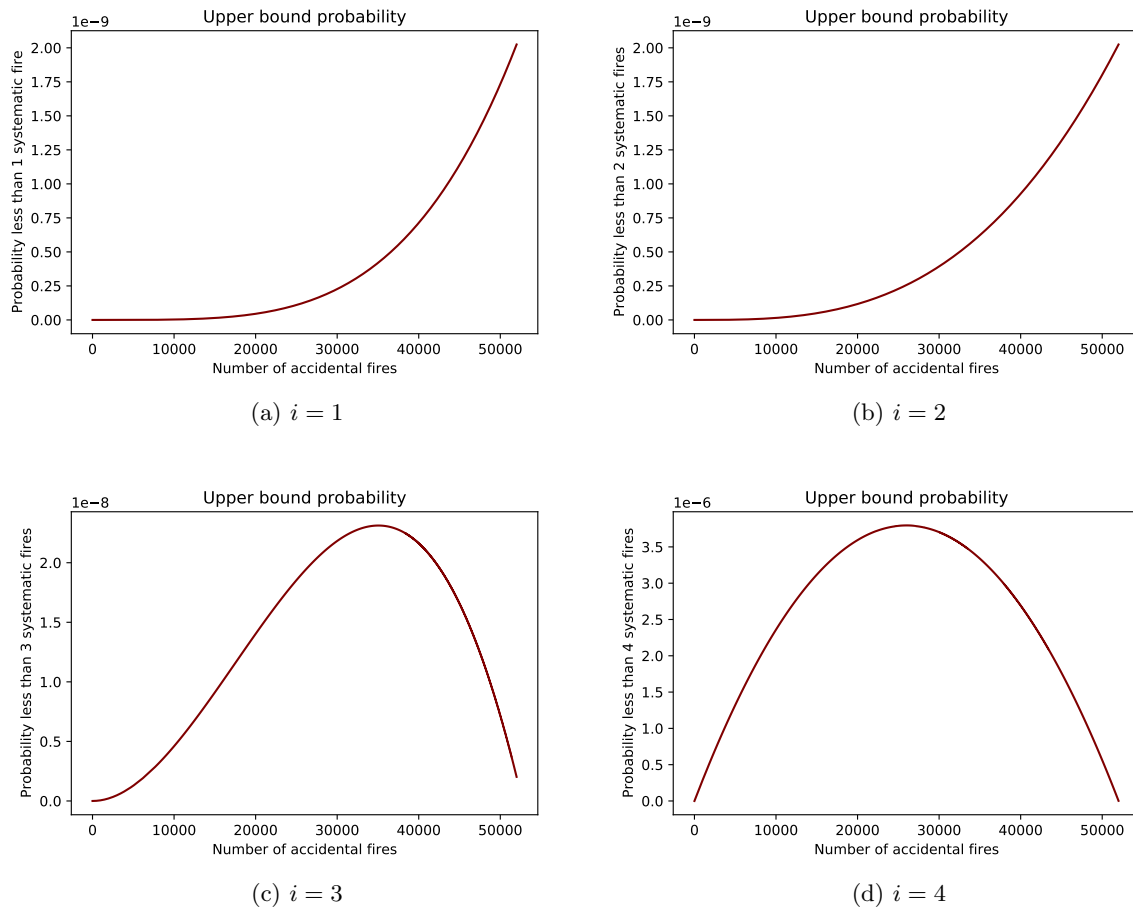 Upper bound probability
1e−9
Probability less than 1 systematic fire
2.00
1.75
1.50
1.25
1.00
0.75
0.50
0.25
0.00
0 10000 20000 30000 40000 50000
Number of accidental fires
(a) i = 1
Upper bound probability
1e−9
Probability less than 2 systematic fires
2.00
1.75
1.50
1.25
1.00
0.75
0.50
0.25
0.00
0 10000 20000 30000 40000 50000
Number of accidental fires
(b) i = 2
Upper bound probability
1e−8
Probability less than 3 systematic fires
2.0
1.5
1.0
0.5
0.0
0 10000 20000 30000 40000 50000
Number of accidental fires
(c) i = 3
Upper bound probability
1e−6
Probability less than 4 systematic fires
3.5
3.0
2.5
2.0
1.5
1.0
0.5
0.0
0 10000 20000 30000 40000 50000
Number of accidental fires
(d) i = 4